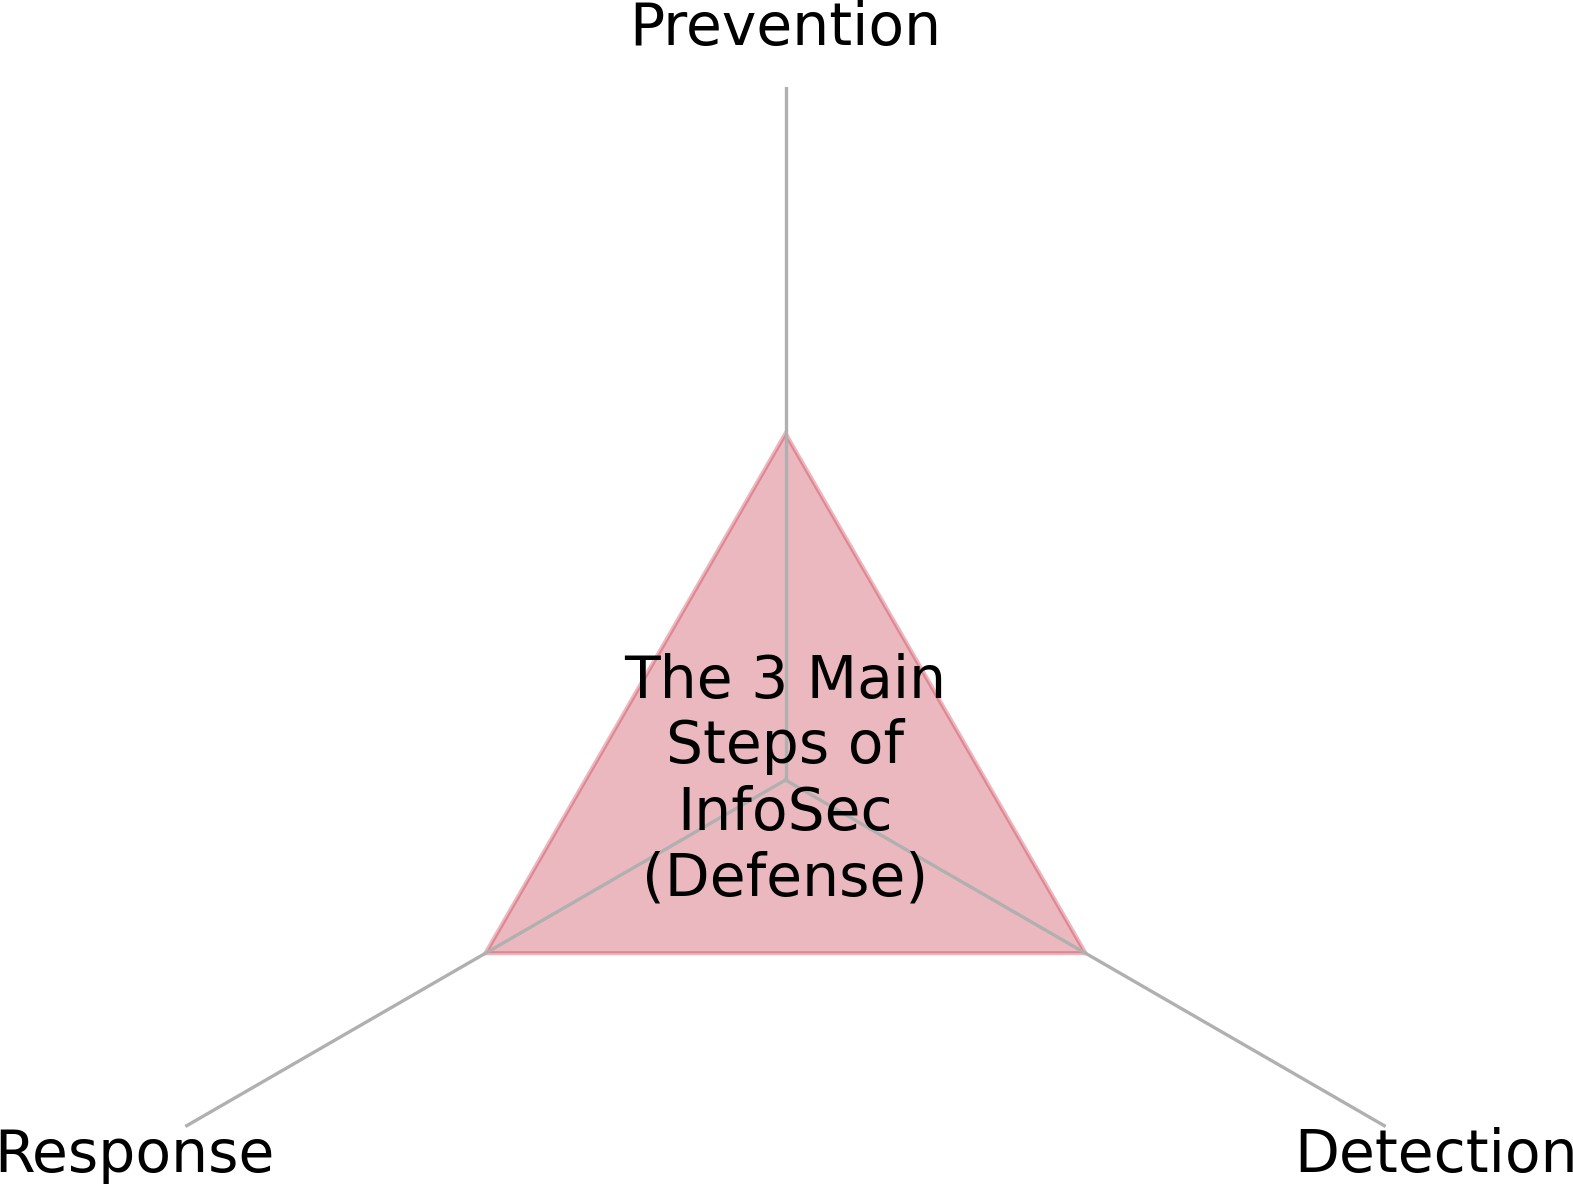 Prevention
The 3 Main
Steps of
InfoSec
(Defense)
Response
Detection